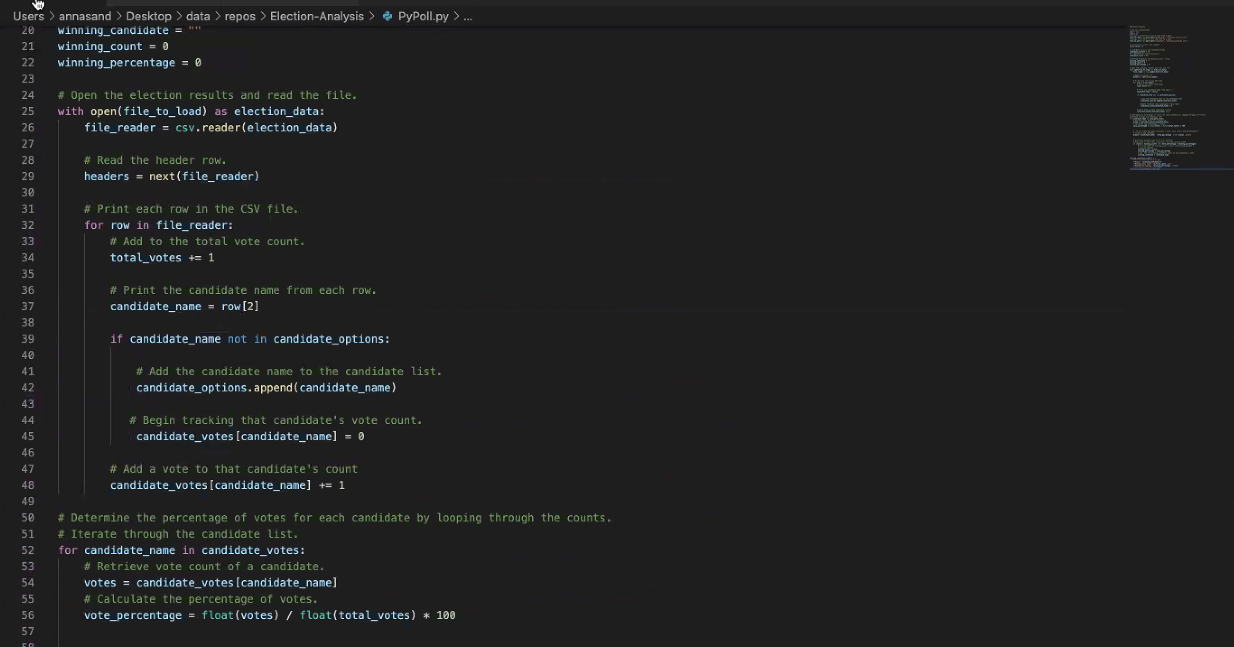 Users > annasand > Desktop > data > repos > Election-Analysis > PyPoll.py > ...
20 winning_candidate = ""
21 winning_count = 0
22 winning_percentage = 0
23
24 # Open the election results and read the file.
25 with open(file_to_load) as election_data:
26 file_reader = csv.reader(election_data)
27
28 # Read the header row.
29 headers = next(file_reader)
30
31 # Print each row in the CSV file.
32 for row in file_reader:
33 # Add to the total vote count.
34 total_votes += 1
35
36 # Print the candidate name from each row.
37 candidate_name = row[2]
38
39 if candidate_name not in candidate_options:
40
41 # Add the candidate name to the candidate list.
42 candidate_options.append(candidate_name)
43
44 # Begin tracking that candidate's vote count.
45 candidate_votes[candidate_name] = 0
46
47 # Add a vote to that candidate's count
48 candidate_votes[candidate_name] += 1
49
50 # Determine the percentage of votes for each candidate by looping through the counts.
51 # Iterate through the candidate list.
52 for candidate_name in candidate_votes:
53 # Retrieve vote count of a candidate.
54 votes = candidate_votes[candidate_name]
55 # Calculate the percentage of votes.
56 vote_percentage = float(votes) / float(total_votes) * 100
57
58